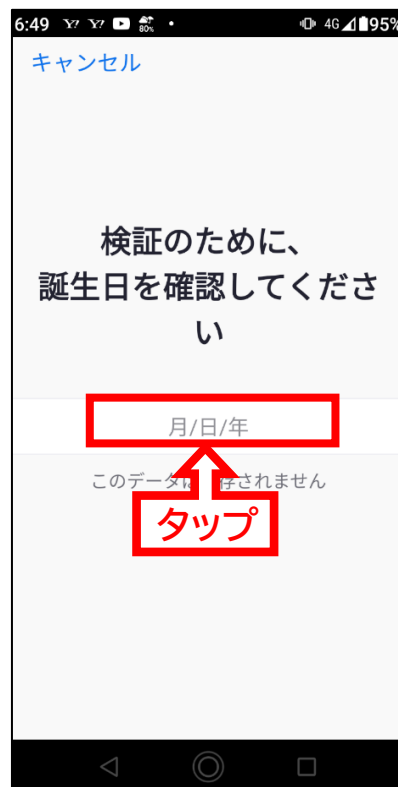 6:49 Y? Y? 80% 4G 95%
キャンセル
検証のために、
誕生日を確認してくださ
い
月/日/年
このデータは 存されません
タップ